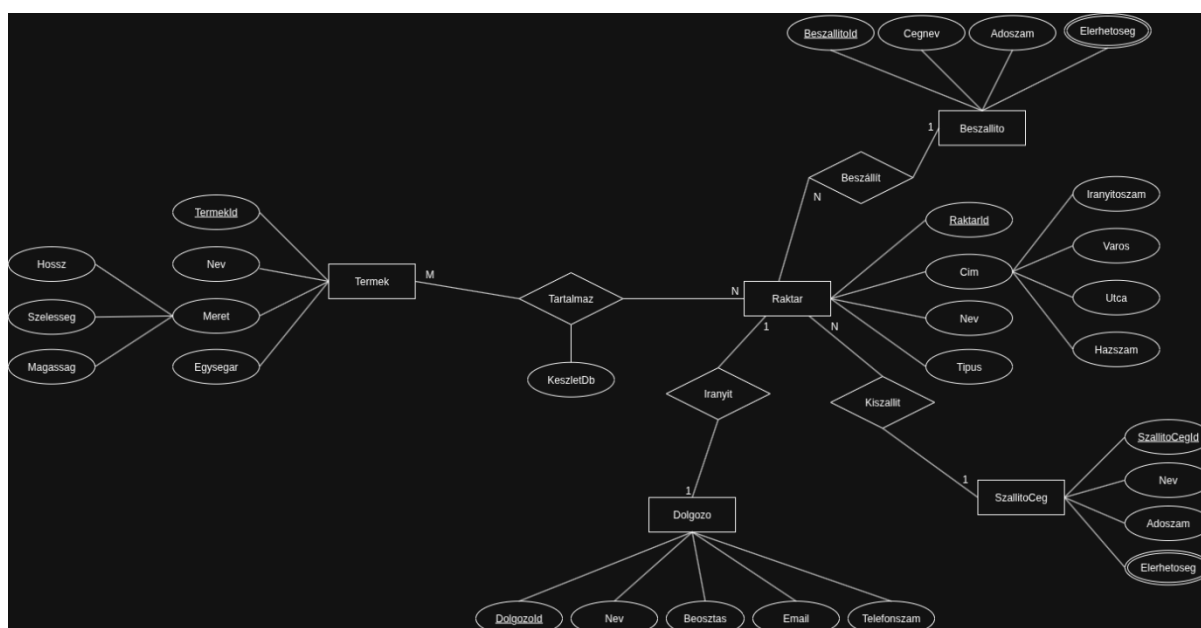 BeszallitoId
Cegnev
Adoszam
Elerhetoseg
Beszallito
1
Beszállít
N
Iranyitoszam
Varos
Utca
Hazszam
RaktarId
Cim
Nev
Tipus
TermekId
Nev
Meret
Egysegar
Hossz
Szelesseg
Magassag
Termek
M
Tartalmaz
KeszletDb
N
Raktar
1
N
Iranyit
Kiszallit
1
Dolgozo
1
SzallitoCeg
SzallitoCegId
Nev
Adoszam
Elerhetoseg
DolgozoId
Nev
Beosztas
Email
Telefonszam